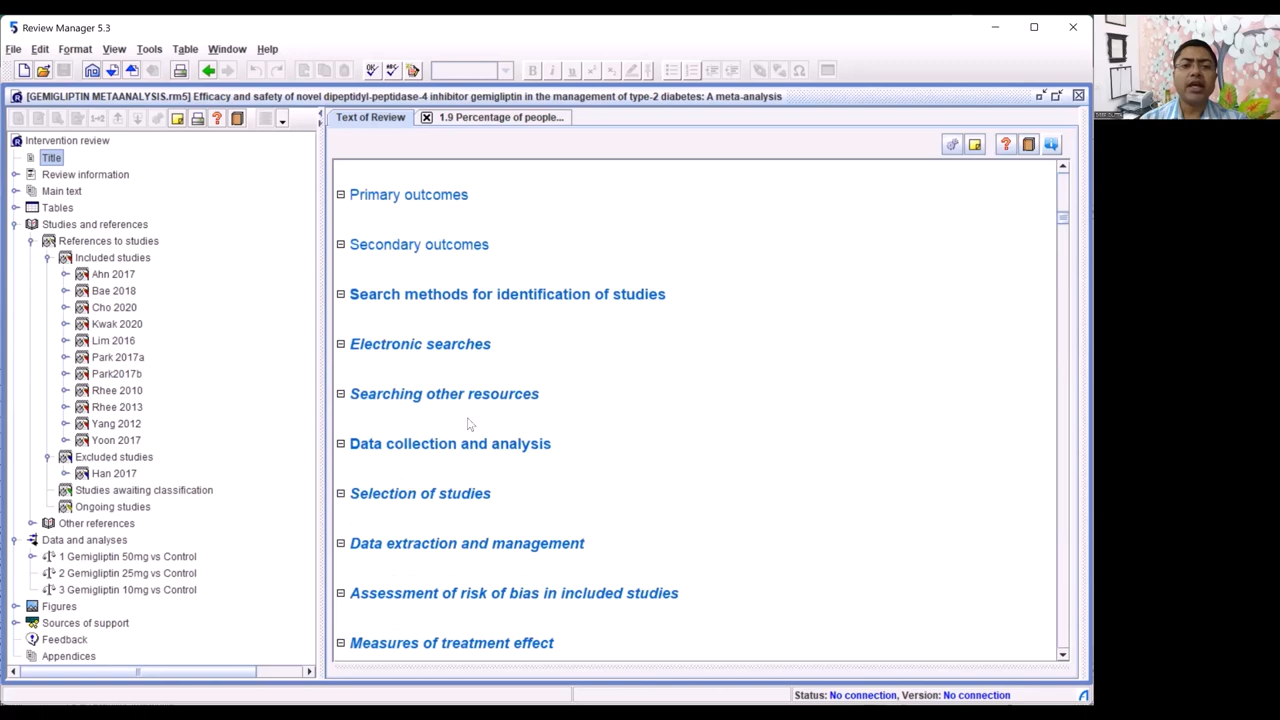 Review Manager 5.3
File Edit Format View Tools Table Window Help
[GEMIGLIPTIN METAANALYSIS.rm5] Efficacy and safety of novel dipeptidyl-peptidase-4 inhibitor gemigliptin in the management of type-2 diabetes: A meta-analysis
Text of Review
1.9 Percentage of people...
Intervention review
Title
Review information
Main text
Tables
Studies and references
References to studies
Included studies
Ahn 2017
Bae 2018
Cho 2020
Kwak 2020
Lim 2016
Park 2017a
Park2017b
Rhee 2010
Rhee 2013
Yang 2012
Yoon 2017
Excluded studies
Han 2017
Studies awaiting classification
Ongoing studies
Other references
Data and analyses
1 Gemigliptin 50mg vs Control
2 Gemigliptin 25mg vs Control
3 Gemigliptin 10mg vs Control
Figures
Sources of support
Feedback
Appendices
Primary outcomes
Secondary outcomes
Search methods for identification of studies
Electronic searches
Searching other resources
Data collection and analysis
Selection of studies
Data extraction and management
Assessment of risk of bias in included studies
Measures of treatment effect
Status: No connection, Version: No connection